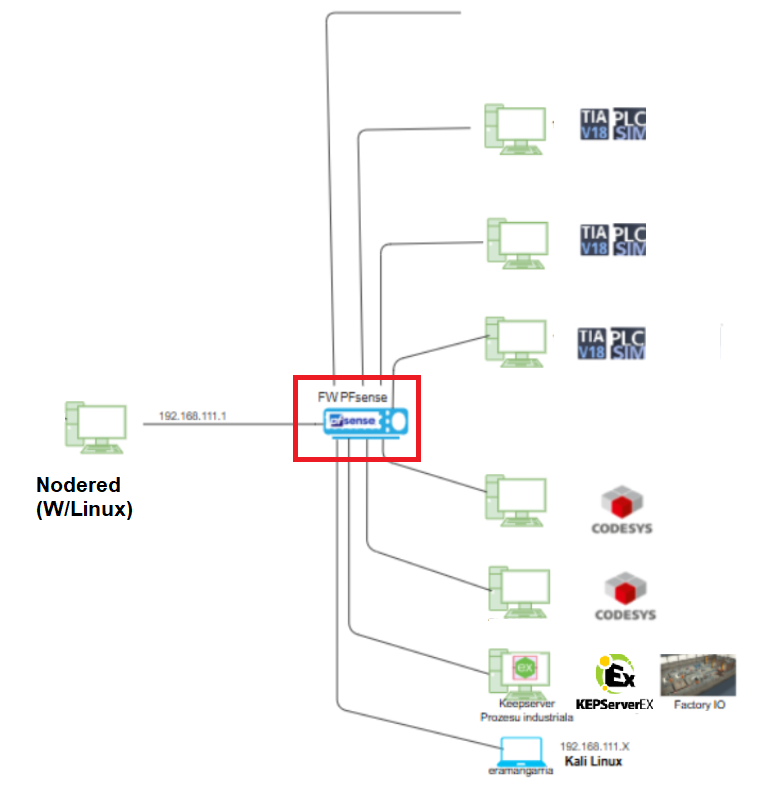 TIA PLC
V18 SIM
TIA PLC
V18 SIM
TIA PLC
V18 SIM
FW PFsense
pfsense
192.168.111.1
Nodered
(W/Linux)
CODESYS
CODESYS
ex
Ex
Keepserver
KEPServerEX
Factory IO
Prozesu industriala
192.168.111.X
Kali Linux
eramangarria